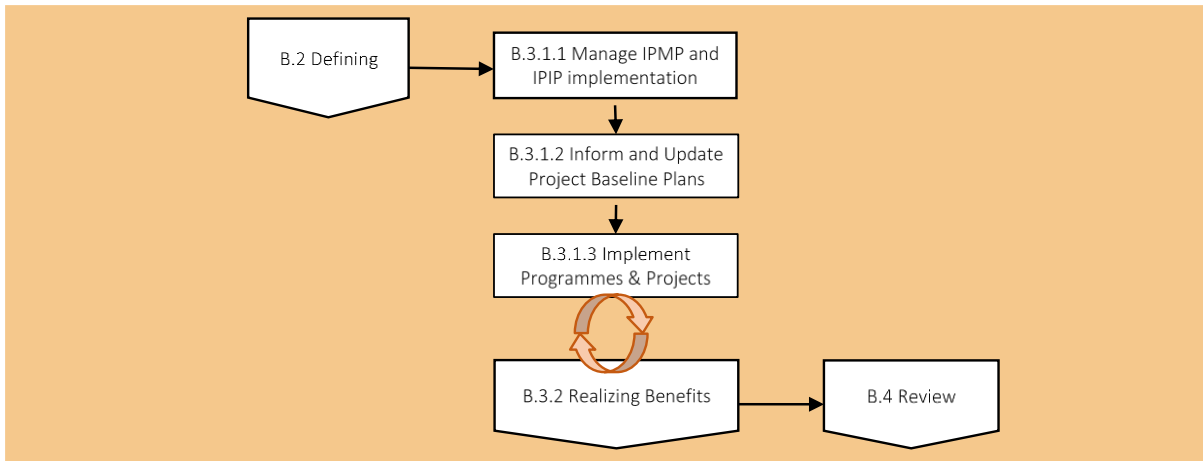 B.2 Defining
B.3.1.1 Manage IPMP and
IPIP implementation
B.3.1.2 Inform and Update
Project Baseline Plans
B.3.1.3 Implement
Programmes & Projects
B.3.2 Realizing Benefits
B.4 Review